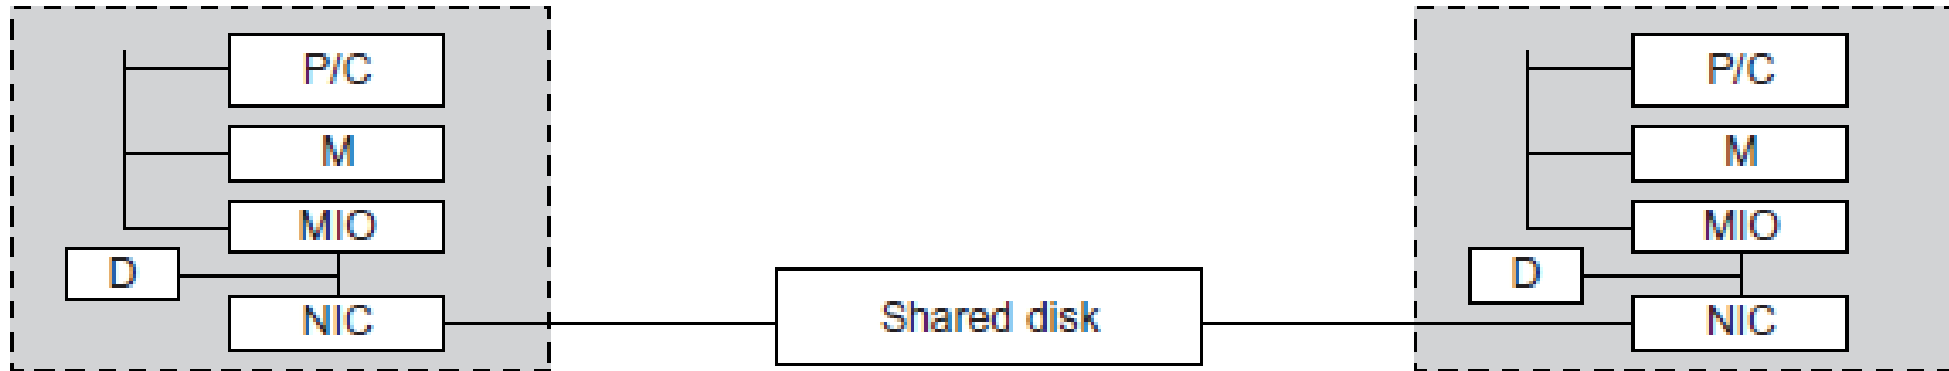 P/C
M
MIO
D
NIC
Shared disk
P/C
M
MIO
D
NIC